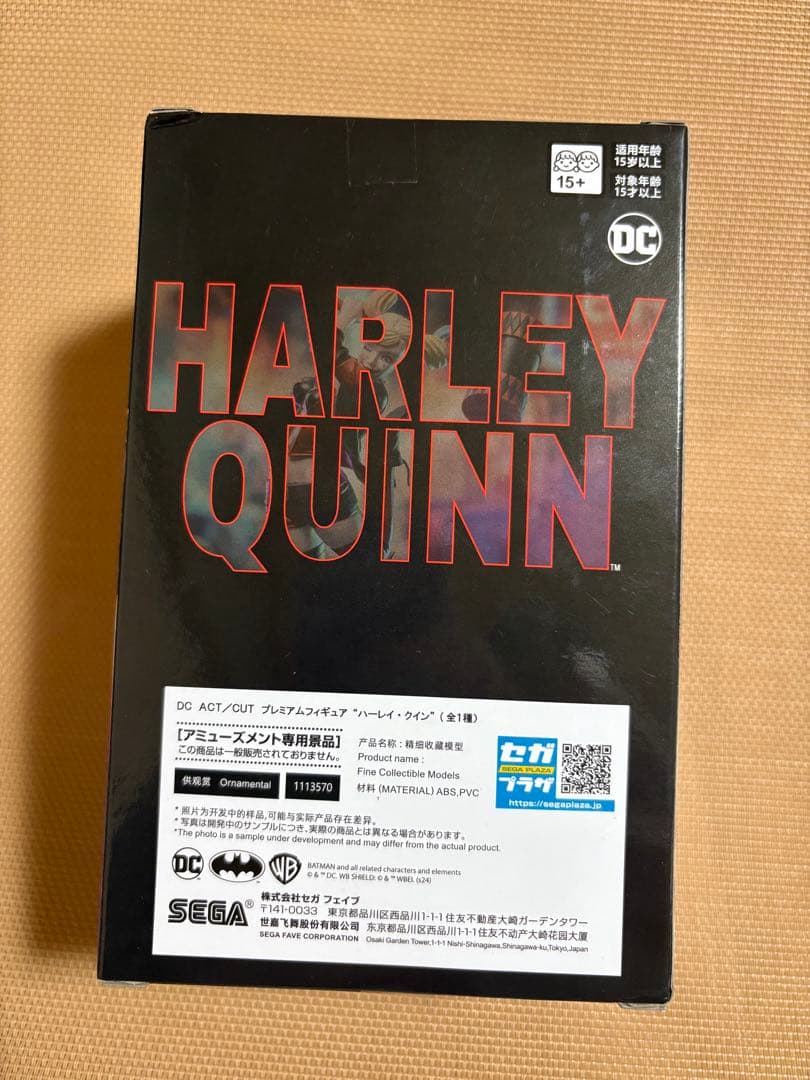 15+
适用年龄
15岁以上
対象年齢
15才以上
DC
HARLEY
QUINN™
DC ACT／CUT プレミアムフィギュア“ハーレイ・クイン”（全1種）
［アミューズメント専用景品］
この商品は一般販売されておりません。
供观赏 Ornamental
1113570
产品名称：精细收藏模型
Product name :
Fine Collectible Models
材料 (MATERIAL) ABS,PVC
セガ
SEGA PLAZA
プラザ
https://segaplaza.jp
* 照片为开发中的样品,可能与实际产品存在差异。
* 写真は開発中のサンプルにつき、実際の商品とは異なる場合があります。
*The photo is a sample under development and may differ from the actual product.
DC WB
BATMAN and all related characters and elements
© & ™ DC. WB SHIELD: © & ™ WBEI. (s24)
SEGA®
株式会社セガ フェイブ
〒141-0033 東京都品川区西品川1-1-1 住友不動産大崎ガーデンタワー
世嘉飞舞股份有限公司 东京都品川区西品川1-1-1 住友不动产大崎花园大厦
SEGA FAVE CORPORATION Osaki Garden Tower,1-1-1 Nishi-Shinagawa,Shinagawa-ku,Tokyo,Japan